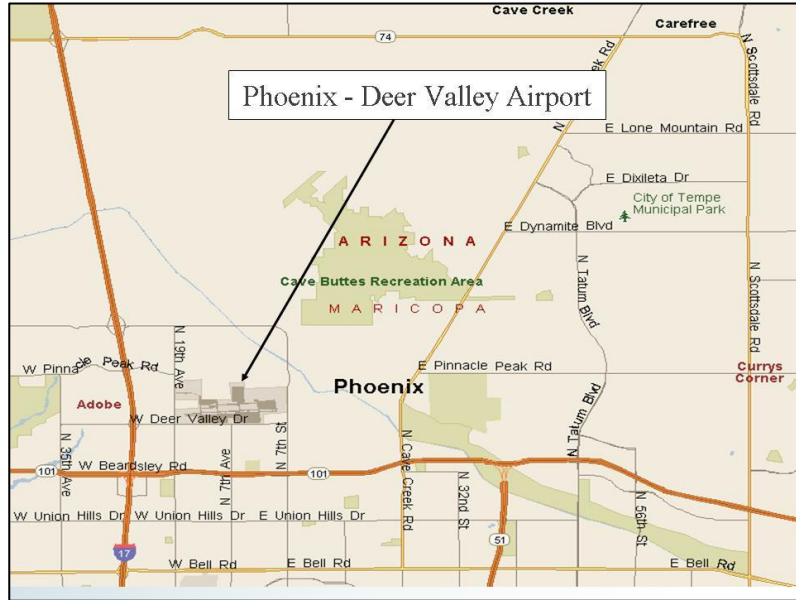 Cave Creek
Carefree
74
Phoenix - Deer Valley Airport
N
ek Rd
N Scottsdale Rd
E Lone Mountain Rd
E Dixileta Dr
City of Tempe
Municipal Park
E Dynamite Blvd
ARIZONA
Cave Buttes Recreation Area
MARICOPA
N Tatum Blvd
N Scottsdale Rd
N 19th Ave
W Pinnacle Peak Rd
E Pinnacle Peak Rd
Currys
Corner
Phoenix
Adobe
W Deer Valley Dr
N 35th Ave
N 7th Ave
N 7th St
N Cave Creek Rd
N Tatum Blvd
101
W Beardsley Rd
101
N 32nd St
N 56th St
W Union Hills Dr
W Union Hills Dr
E Union Hills Dr
51
17
W Bell Rd
E Bell Rd
E Bell Rd